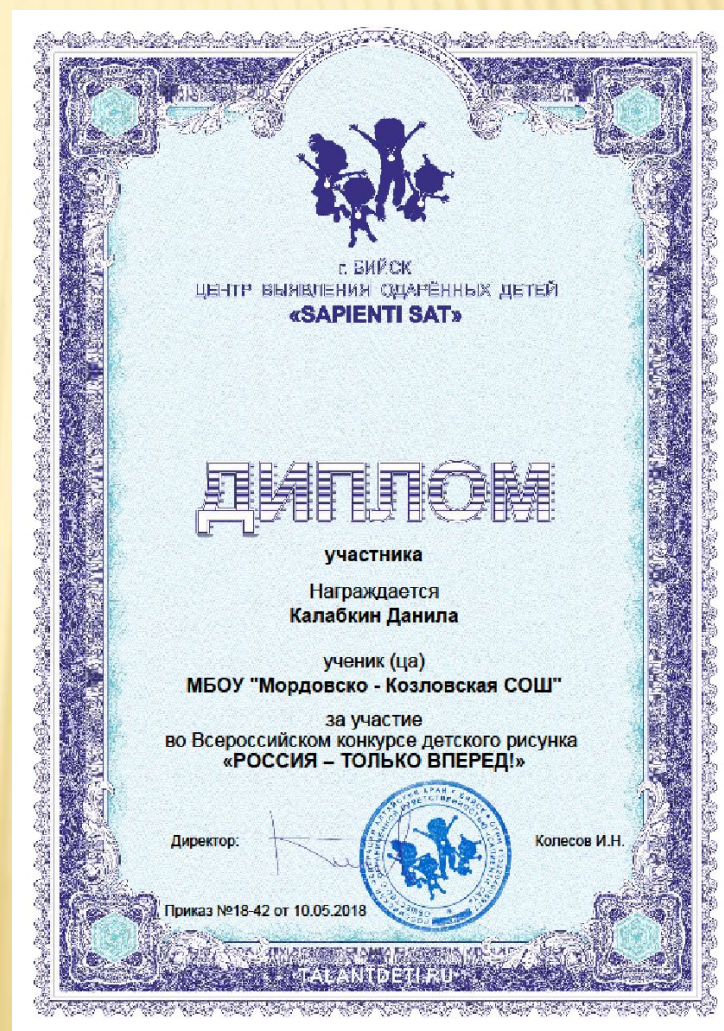 г. БИЙСК
ЦЕНТР ВЫЯВЛЕНИЯ ОДАРЁННЫХ ДЕТЕЙ
«SAPIENTI SAT»
ДИПЛОМ
участника
Награждается
Калабкин Данила
ученик (ца)
МБОУ "Мордовско - Козловская СОШ"
за участие
во Всероссийском конкурсе детского рисунка
«РОССИЯ – ТОЛЬКО ВПЕРЕД!»
Директор:
Колесов И.Н.
Приказ №18-42 от 10.05.2018
TALANTDETI.RU